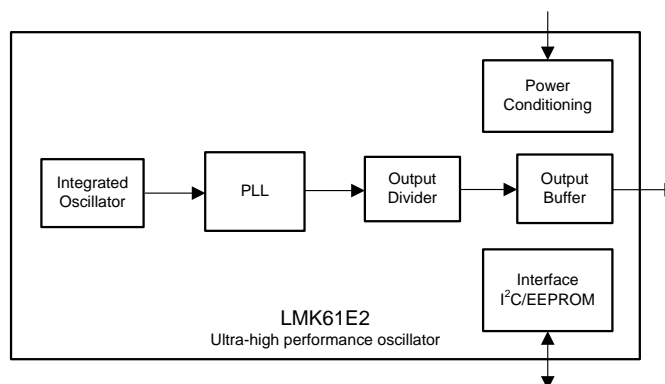 Power
Conditioning
Integrated
Oscillator
PLL
Output
Divider
Output
Buffer
Interface
I²C/EEPROM
LMK61E2
Ultra-high performance oscillator